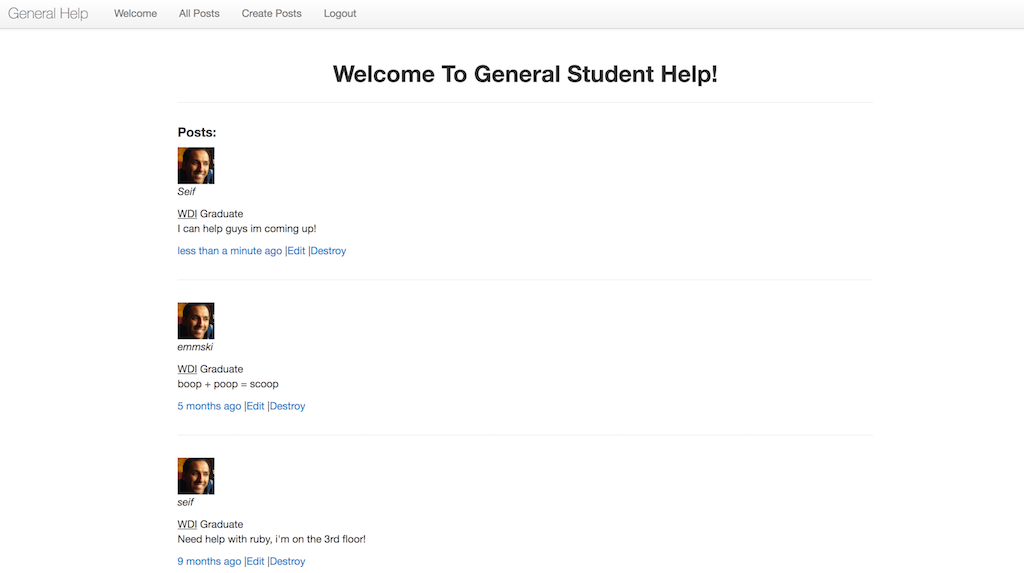 General Help Welcome All Posts Create Posts Logout
Welcome To General Student Help!
Posts:
Seif
WDI Graduate
I can help guys im coming up!
less than a minute ago |Edit |Destroy
emmski
WDI Graduate
boop + poop = scoop
5 months ago |Edit |Destroy
seif
WDI Graduate
Need help with ruby, i'm on the 3rd floor!
9 months ago |Edit |Destroy